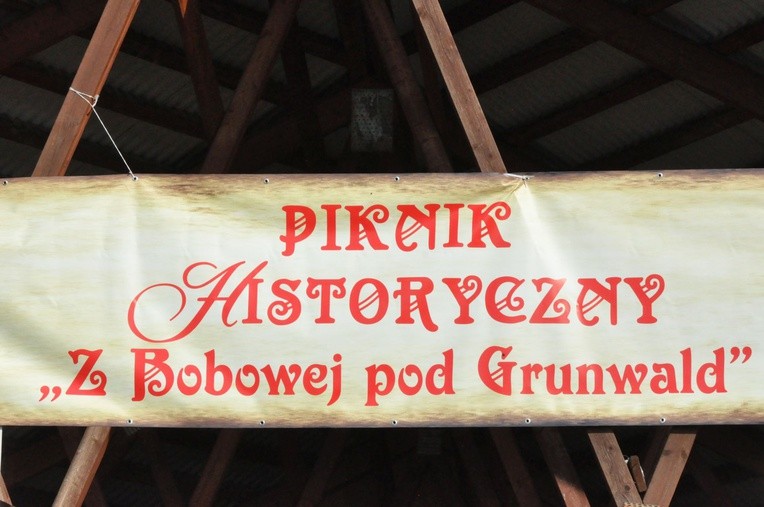 PIKNIK
HISTORYCZNY
„Z Bobowej pod Grunwald”